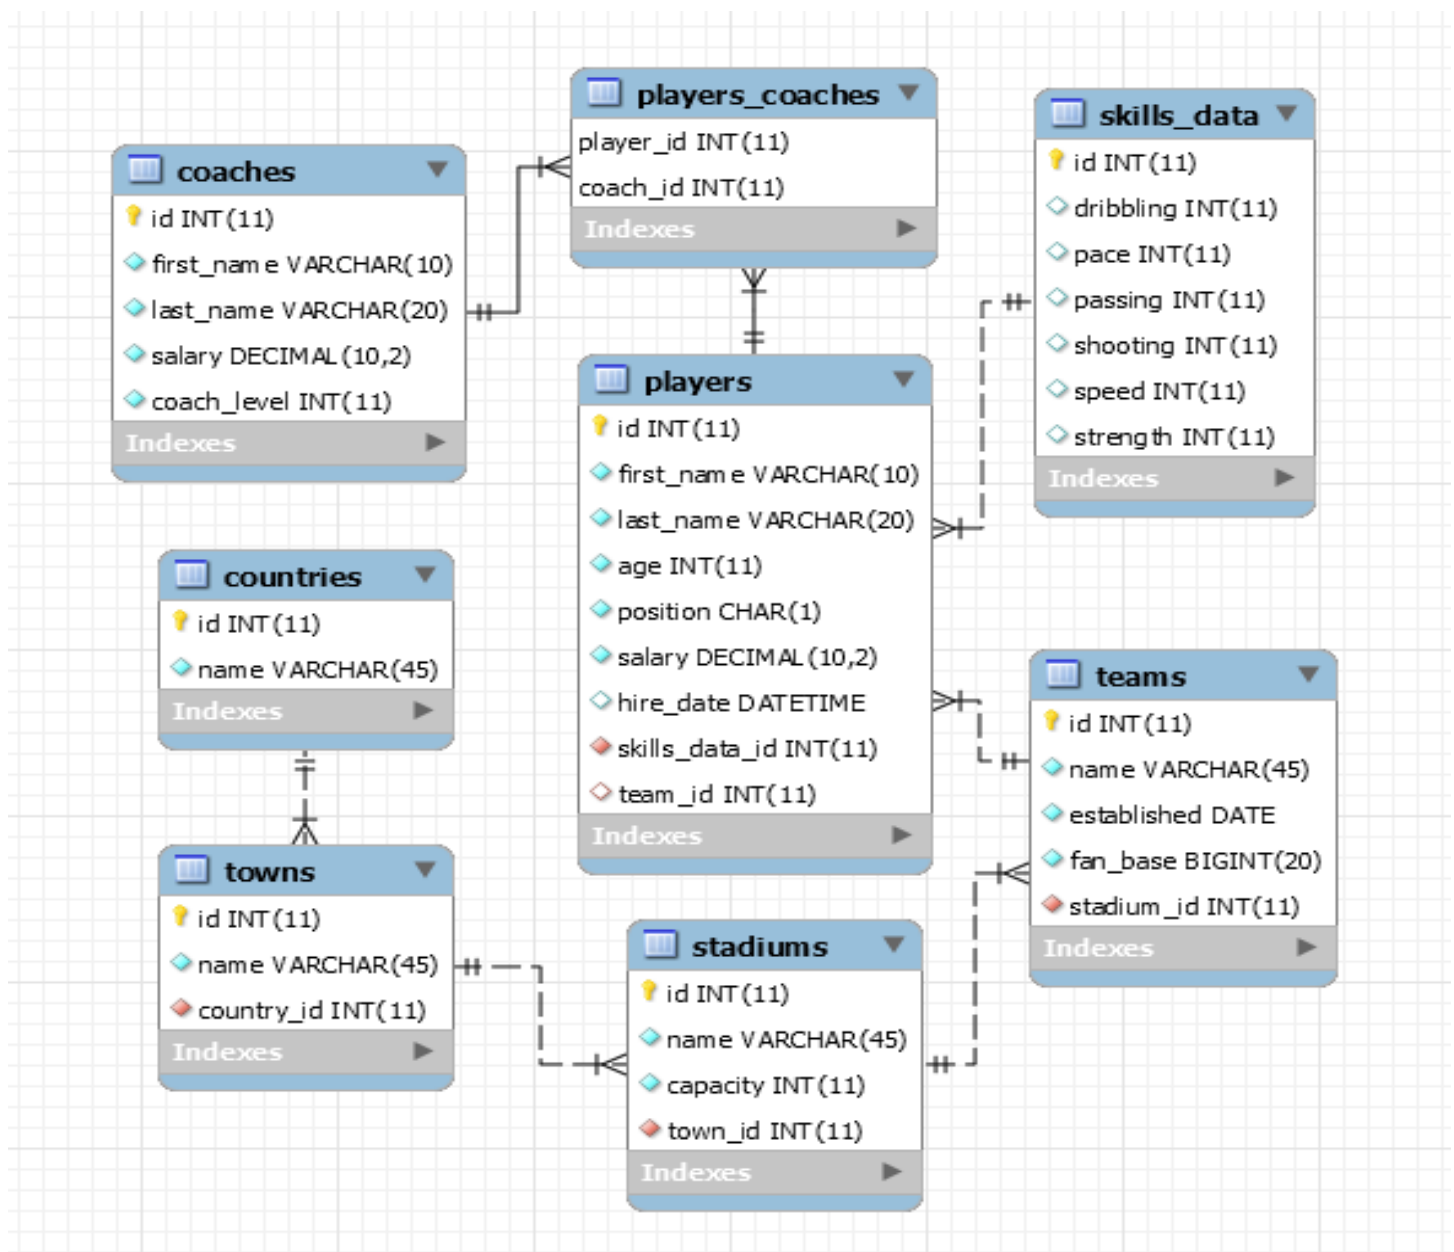 players_coaches
player_id INT(11)
coach_id INT(11)
Indexes
skills_data
id INT(11)
dribbling INT(11)
pace INT(11)
passing INT(11)
shooting INT(11)
speed INT(11)
strength INT(11)
Indexes
coaches
id INT(11)
first_name VARCHAR(10)
last_name VARCHAR(20)
salary DECIMAL(10,2)
coach_level INT(11)
Indexes
players
id INT(11)
first_name VARCHAR(10)
last_name VARCHAR(20)
age INT(11)
position CHAR(1)
salary DECIMAL(10,2)
hire_date DATETIME
skills_data_id INT(11)
team_id INT(11)
Indexes
countries
id INT(11)
name VARCHAR(45)
Indexes
teams
id INT(11)
name VARCHAR(45)
established DATE
fan_base BIGINT(20)
stadium_id INT(11)
Indexes
towns
id INT(11)
name VARCHAR(45)
country_id INT(11)
Indexes
stadiums
id INT(11)
name VARCHAR(45)
capacity INT(11)
town_id INT(11)
Indexes